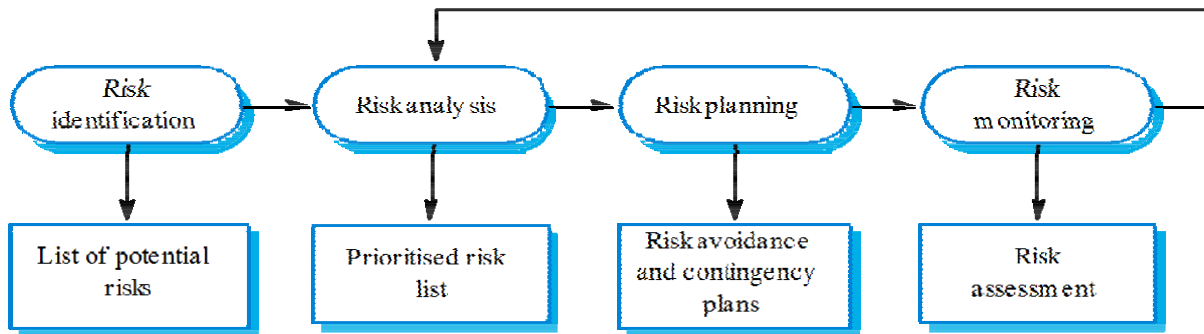 Risk
identification
Risk analysis
Risk planning
Risk
monitoring
List of potential
risks
Prioritised risk
list
Risk avoidance
and contingency
plans
Risk
assessment